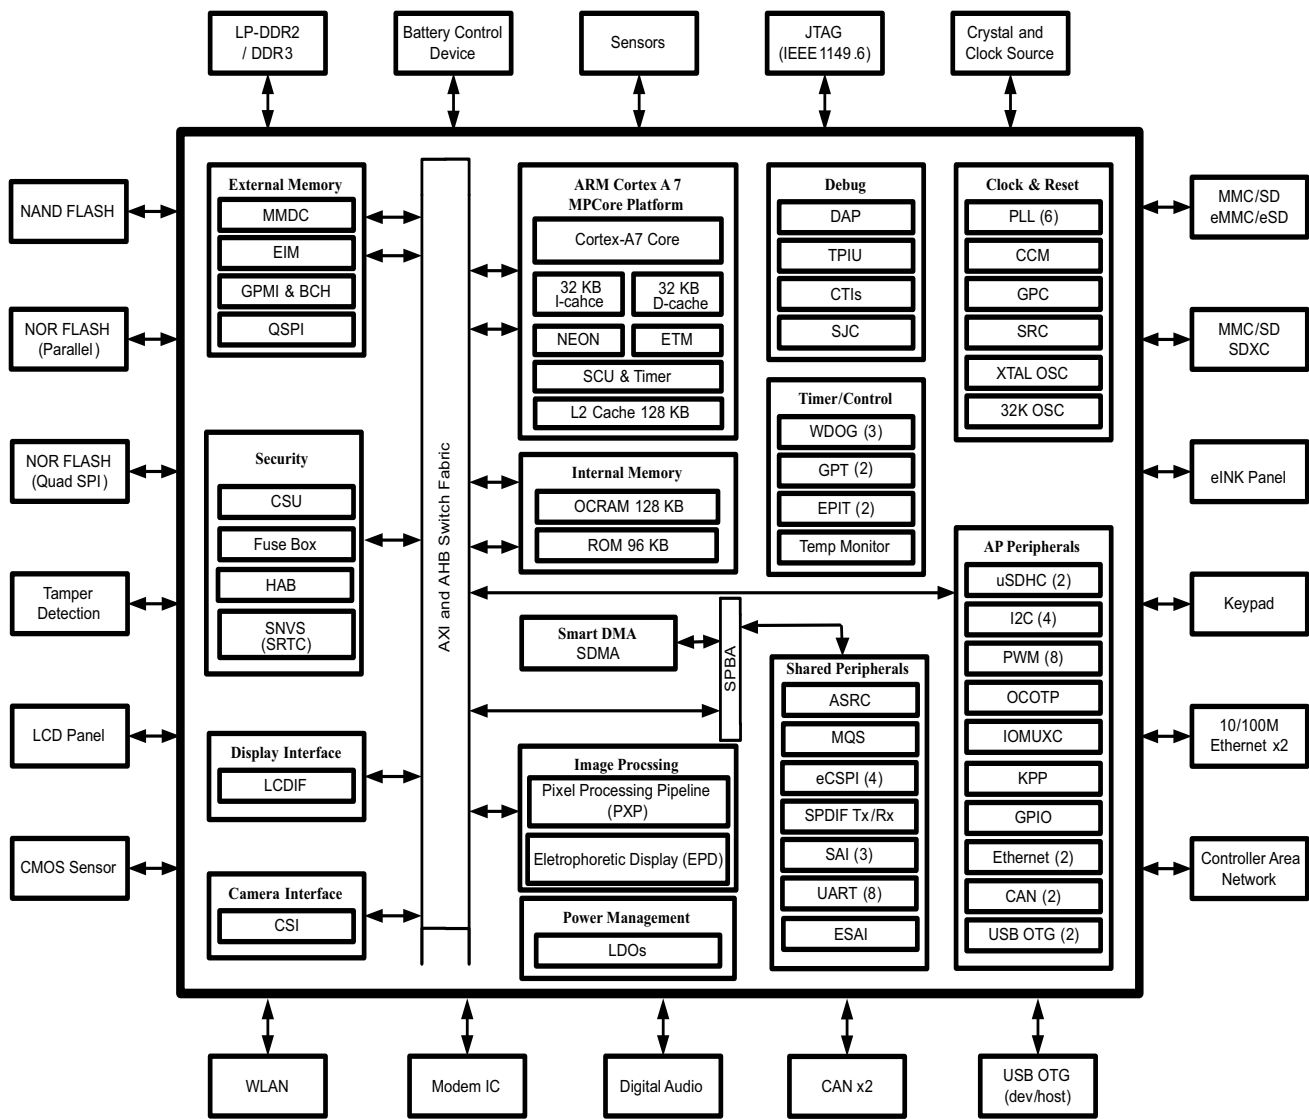 LP-DDR2
/ DDR3
Battery Control
Device
Sensors
JTAG
(IEEE1149.6)
Crystal and
Clock Source
NAND FLASH
NOR FLASH
(Parallel)
NOR FLASH
(Quad SPI)
Tamper
Detection
LCD Panel
CMOS Sensor
External Memory
MMDC
EIM
GPMI & BCH
QSPI
Security
CSU
Fuse Box
HAB
SNVS
(SRTC)
Display Interface
LCDIF
Camera Interface
CSI
AXI and AHB Switch Fabric
ARM Cortex A 7
MPCore Platform
Cortex-A7 Core
32 KB
I-cahce
32 KB
D-cache
NEON
ETM
SCU & Timer
L2 Cache 128 KB
Internal Memory
OCRAM 128 KB
ROM 96 KB
Smart DMA
SDMA
SPBA
Image Procssing
Pixel Processing Pipeline
(PXP)
Eletrophoretic Display (EPD)
Power Management
LDOs
Debug
DAP
TPIU
CTIs
SJC
Timer/Control
WDOG (3)
GPT (2)
EPIT (2)
Temp Monitor
Shared Peripherals
ASRC
MQS
eCSPI (4)
SPDIF Tx/Rx
SAI (3)
UART (8)
ESAI
Clock & Reset
PLL (6)
CCM
GPC
SRC
XTAL OSC
32K OSC
AP Peripherals
uSDHC (2)
I2C (4)
PWM (8)
OCOTP
IOMUXC
KPP
GPIO
Ethernet (2)
CAN (2)
USB OTG (2)
MMC/SD
eMMC/eSD
MMC/SD
SDXC
eINK Panel
Keypad
10/100M
Ethernet x2
Controller Area
Network
WLAN
Modem IC
Digital Audio
CAN x2
USB OTG
(dev/host)